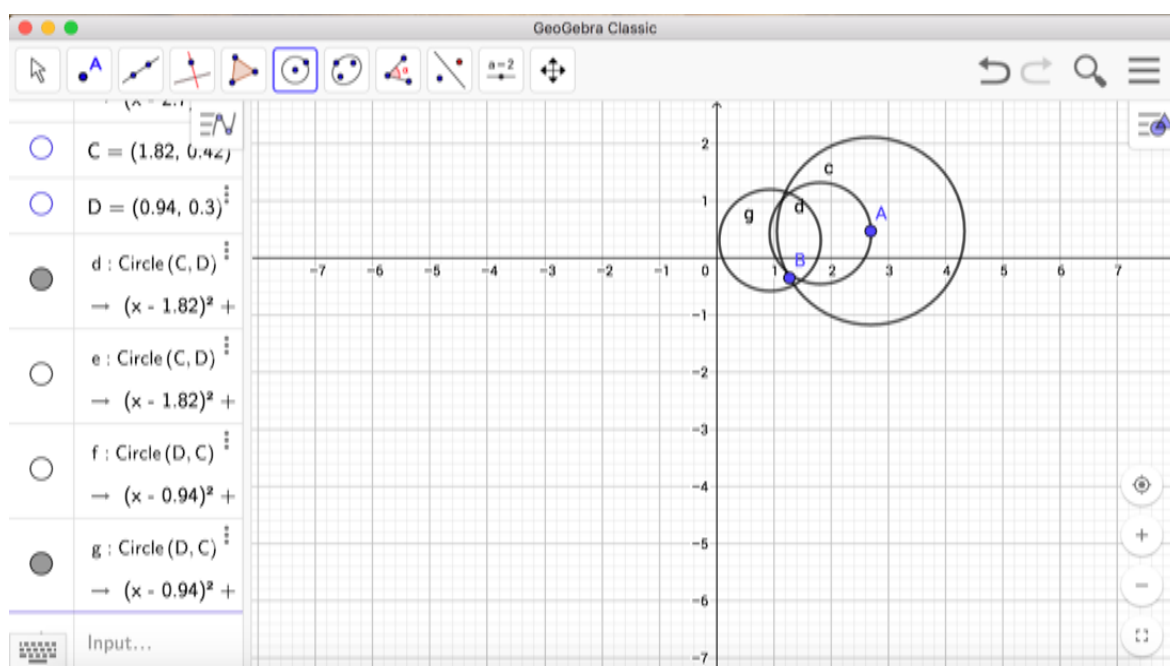 GeoGebra Classic
A
a=2
C = (1.82, 0.42)
D = (0.94, 0.3)
d : Circle (C, D)
→ (x - 1.82)² +
e : Circle (C, D)
→ (x - 1.82)² +
f : Circle (D, C)
→ (x - 0.94)² +
g : Circle (D, C)
→ (x - 0.94)² +
Input...
2
1
-7 -6 -5 -4 -3 -2 -1 0 1 2 3 4 5 6 7
-1
-2
-3
-4
-5
-6
-7
c
d
g
A
B